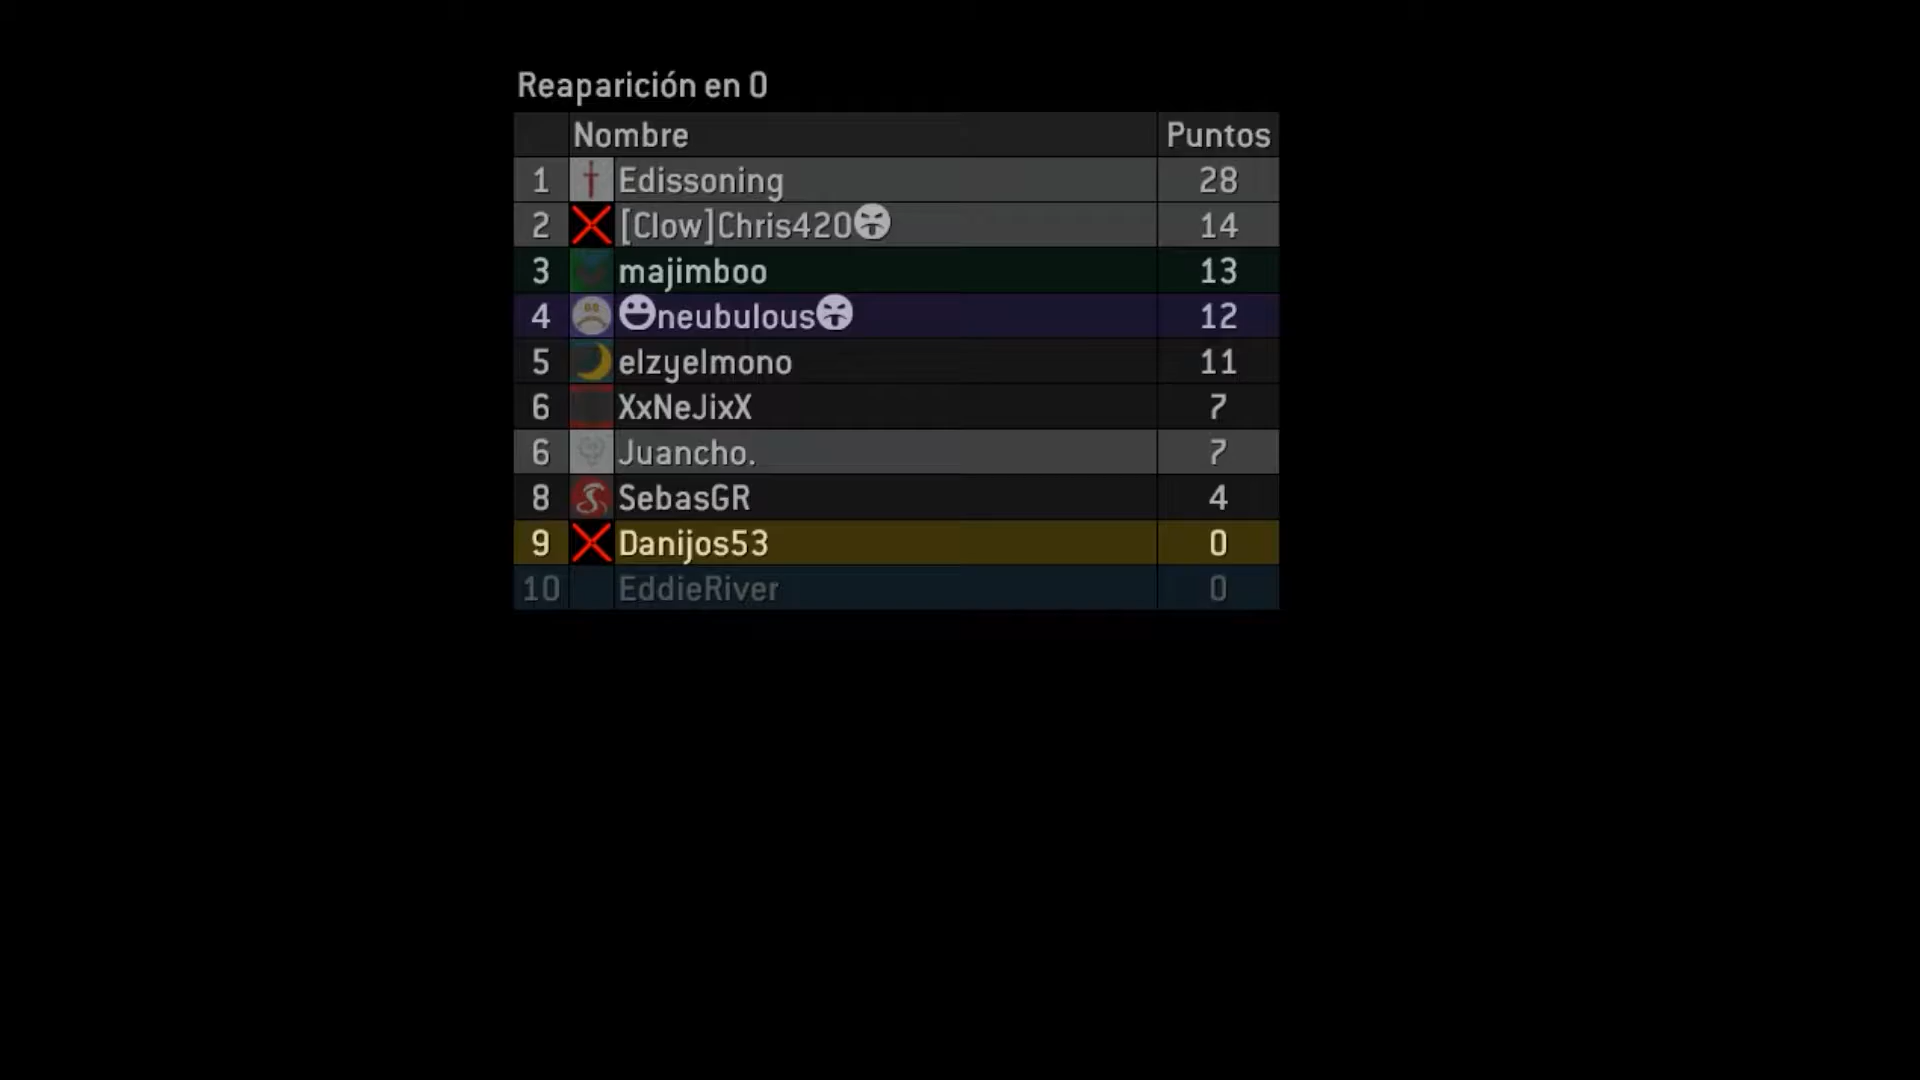 Reaparición en 0
Nombre Puntos
1 Edissoning 28
2 [Clow]Chris420 14
3 majimboo 13
4 neubulous 12
5 elzyelmono 11
6 XxNeJixX 7
6 Juancho. 7
8 SebasGR 4
9 Danijos53 0
10 EddieRiver 0